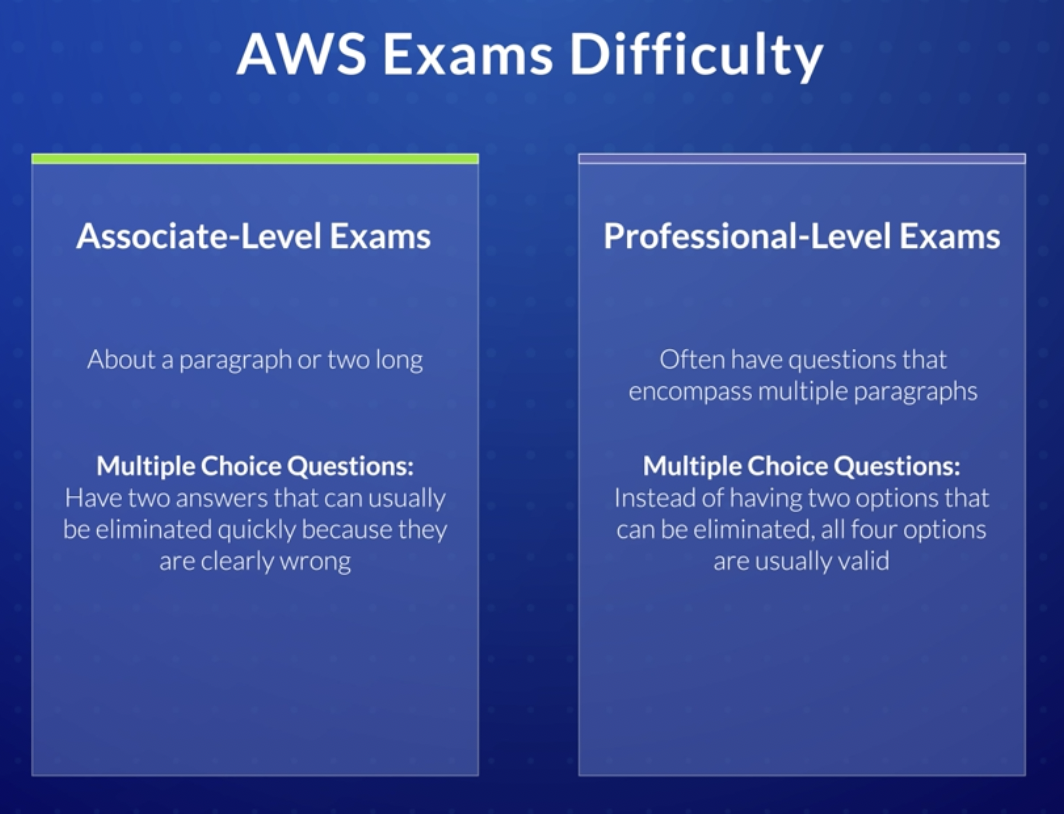 AWS Exams Difficulty
Associate-Level Exams
About a paragraph or two long
Multiple Choice Questions:
Have two answers that can usually
be eliminated quickly because they
are clearly wrong
Professional-Level Exams
Often have questions that
encompass multiple paragraphs
Multiple Choice Questions:
Instead of having two options that
can be eliminated, all four options
are usually valid